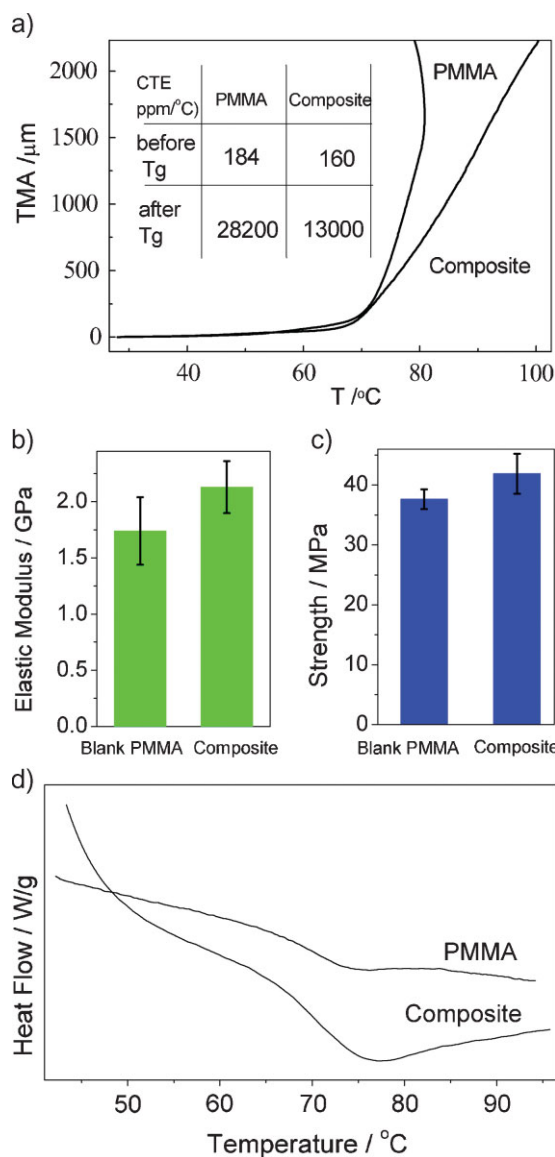 a)
TMA /μm
2000
1500
1000
500
0
CTE PMMA Composite
ppm/°C)
before Tg 184 160
after Tg 28200 13000
PMMA
Composite
40 60 80 100
T /°C
b)
Elastic Modulus / GPa
2.0
1.5
1.0
0.5
0.0
Blank PMMA Composite
c)
Strength / MPa
40
30
20
10
0
Blank PMMA Composite
d)
Heat Flow / W/g
PMMA
Composite
50 60 70 80 90
Temperature / °C